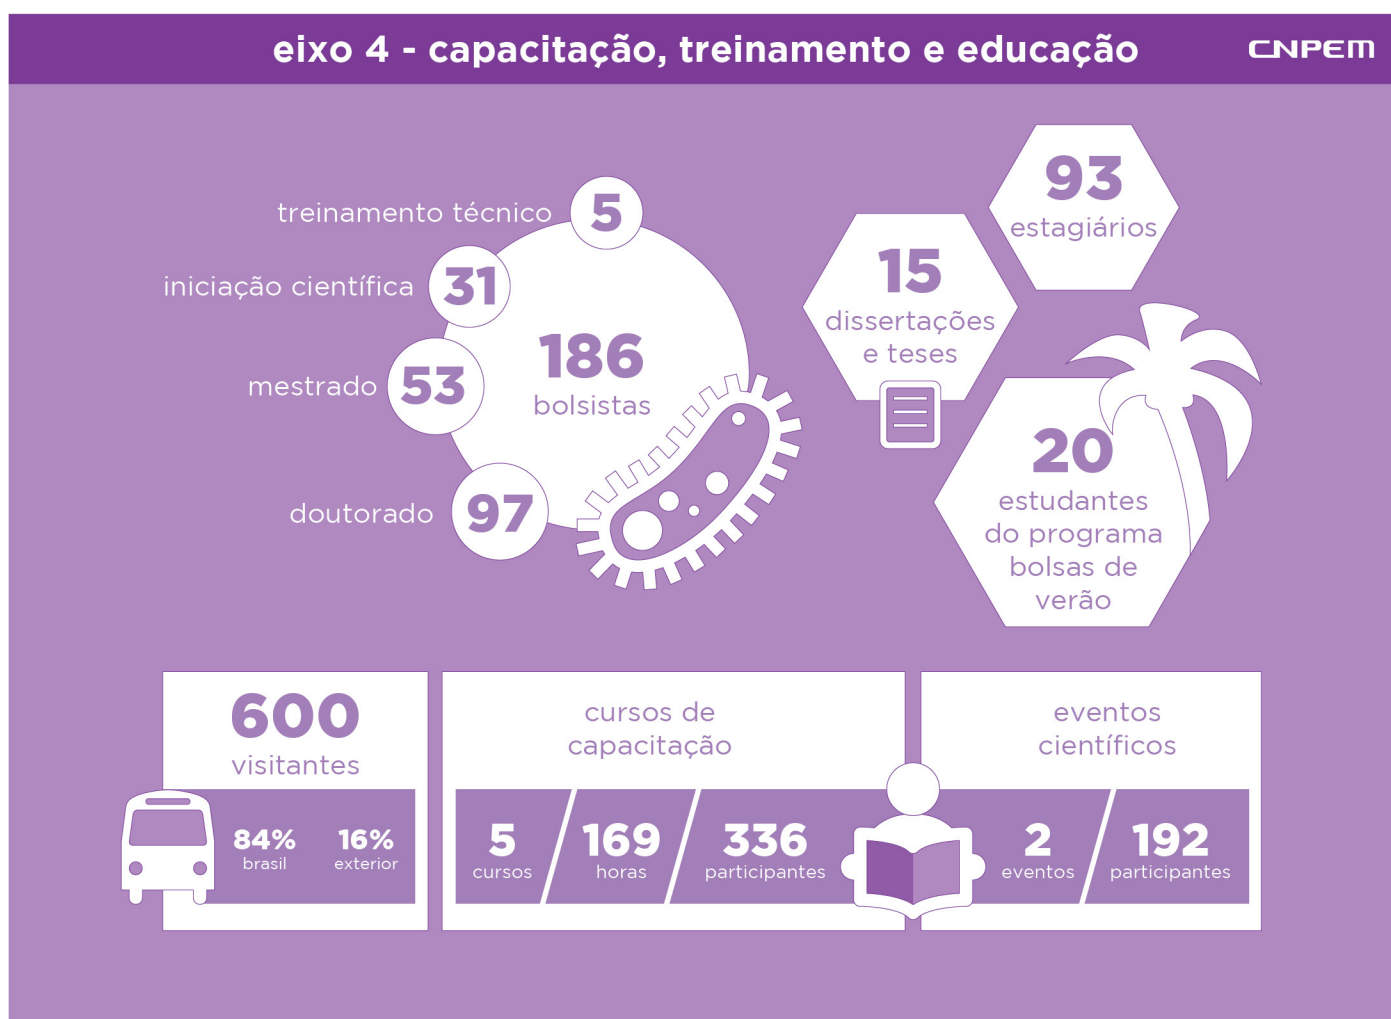 eixo 4 - capacitação, treinamento e educação
CNPEM
treinamento técnico
5
iniciação científica
31
mestrado
53
doutorado
97
186
bolsistas
93
estagiários
15
dissertações
e teses
20
estudantes
do programa
bolsas de
verão
600
visitantes
84%
brasil
16%
exterior
cursos de
capacitação
5
cursos
169
horas
336
participantes
eventos
científicos
2
eventos
192
participantes